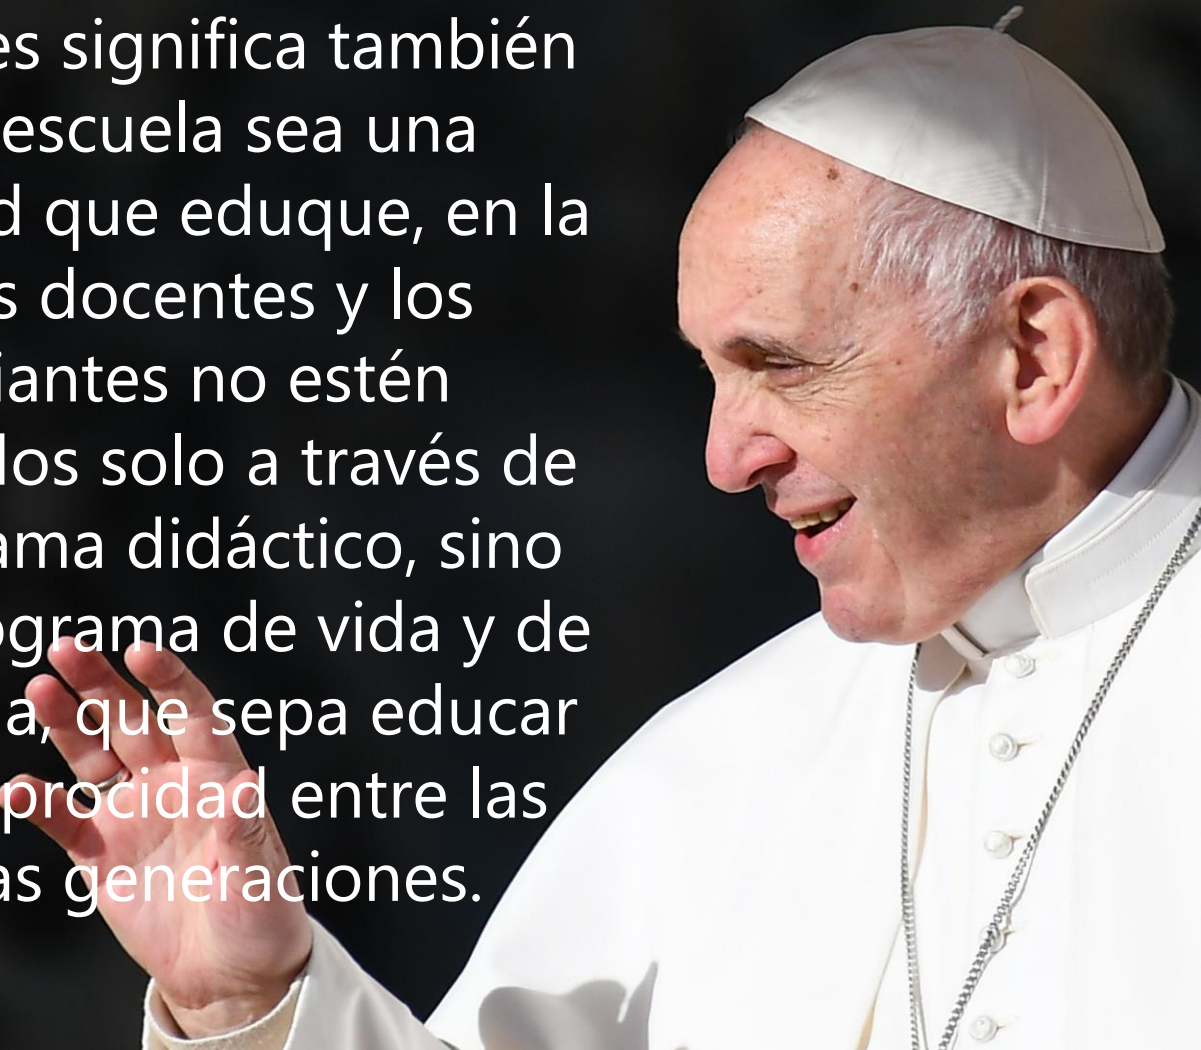 es significa también
escuela sea una
d que eduque, en la
s docentes y los
iantes no estén
dos solo a través de
ama didáctico, sino
ograma de vida y de
a, que sepa educar
procidad entre las
as generaciones.